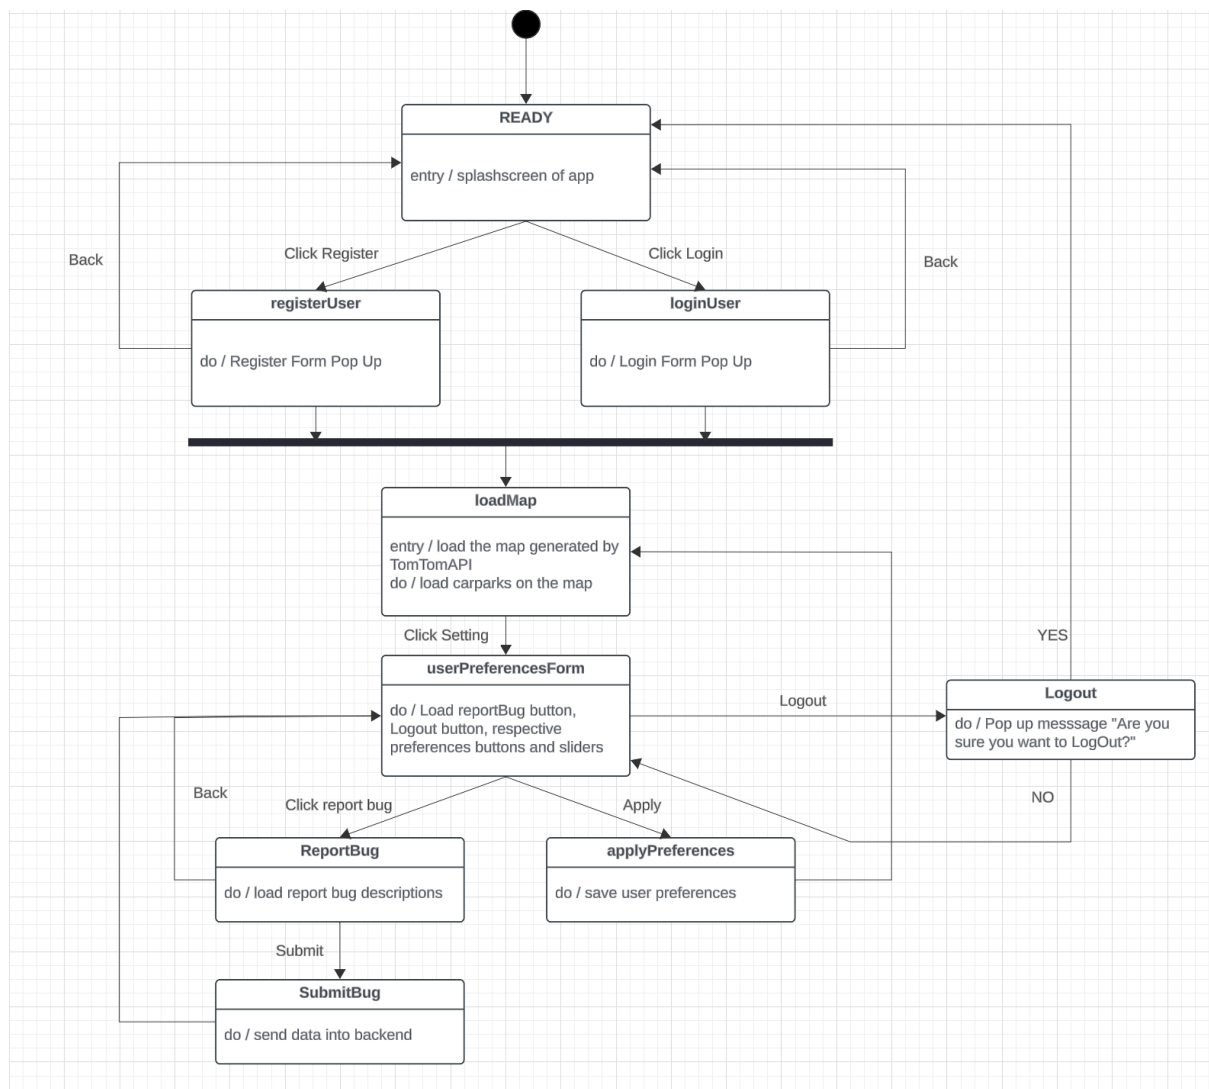 READY
entry / splashscreen of app
Back
Click Register
Click Login
Back
registerUser
do / Register Form Pop Up
loginUser
do / Login Form Pop Up
loadMap
entry / load the map generated by
TomTomAPI
do / load carparks on the map
Click Setting
YES
userPreferencesForm
do / Load reportBug button,
Logout button, respective
preferences buttons and sliders
Logout
Logout
do / Pop up messsage "Are you
sure you want to LogOut?"
NO
Back
Click report bug
Apply
ReportBug
do / load report bug descriptions
applyPreferences
do / save user preferences
Submit
SubmitBug
do / send data into backend